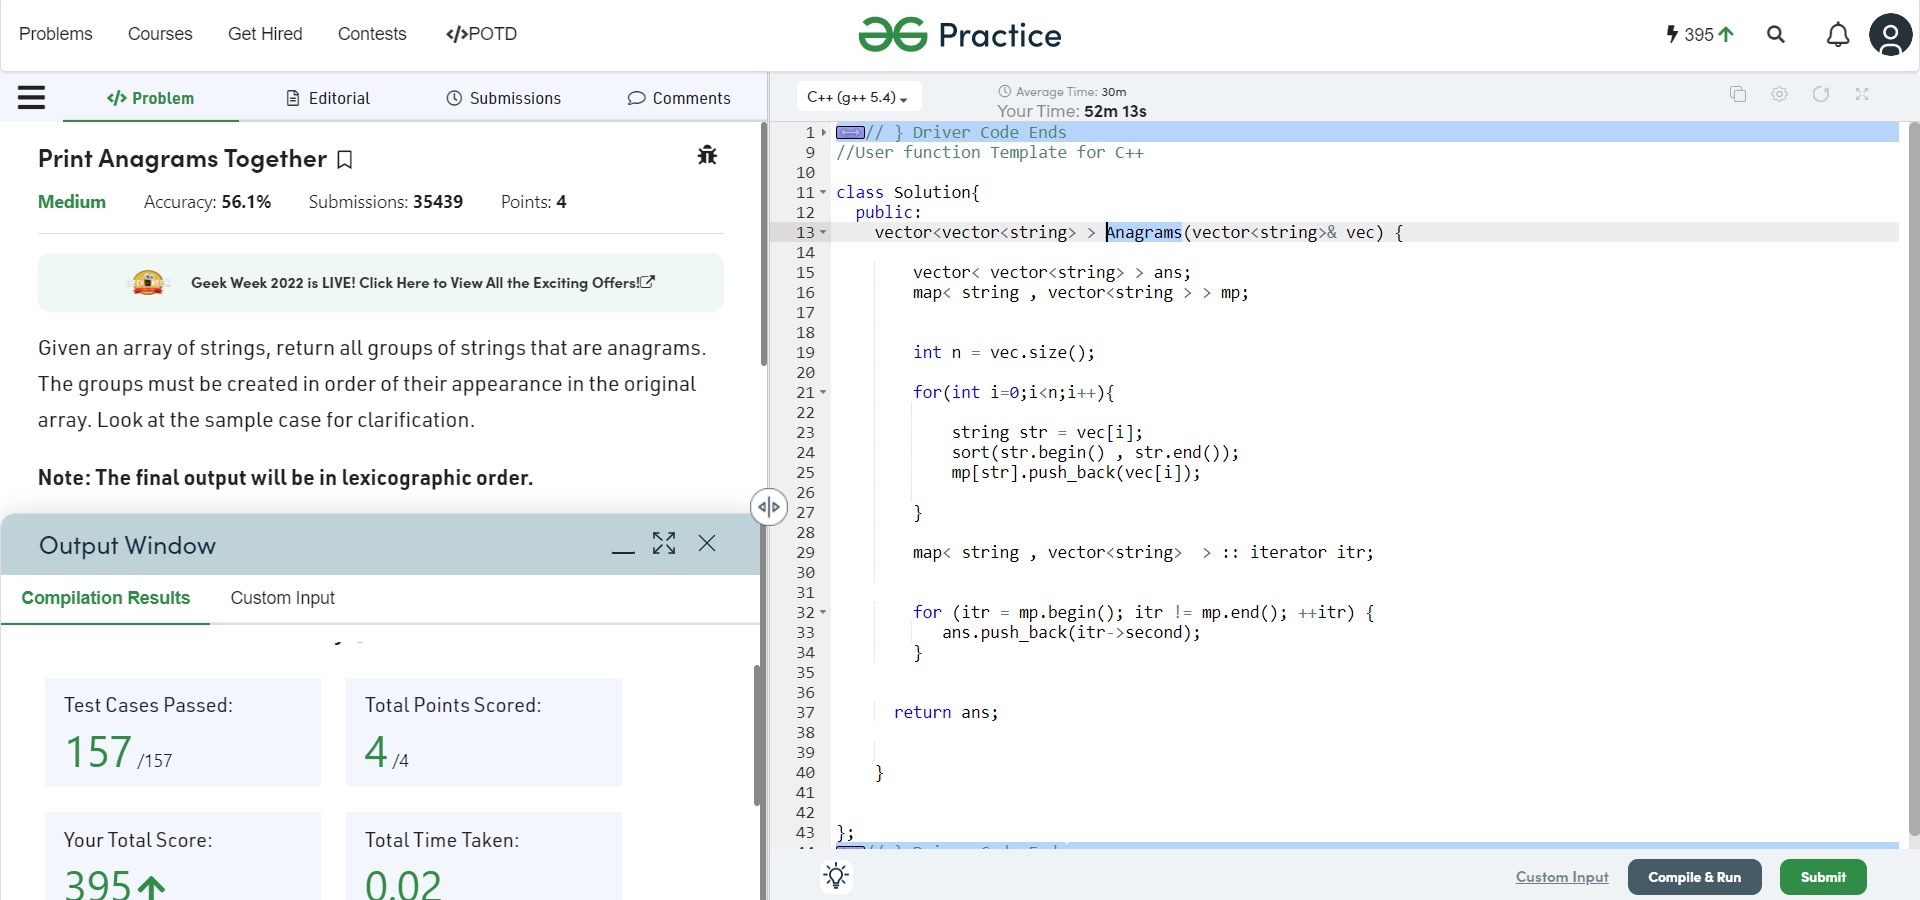 Problems Courses Get Hired Contests </>POTD
Practice
395
</> Problem Editorial Submissions Comments
C++ (g++ 5.4)
Average Time: 30m
Your Time: 52m 13s
Print Anagrams Together
Medium Accuracy: 56.1% Submissions: 35439 Points: 4
Geek Week 2022 is LIVE! Click Here to View All the Exciting Offers!
Given an array of strings, return all groups of strings that are anagrams.
The groups must be created in order of their appearance in the original
array. Look at the sample case for clarification.
Note: The final output will be in lexicographic order.
Output Window
Compilation Results Custom Input
Test Cases Passed:
157 /157
Total Points Scored:
4 /4
Your Total Score:
395
Total Time Taken:
0.02
1 // } Driver Code Ends
9 //User function Template for C++
10
11 class Solution{
12 public:
13 vector<vector<string> > Anagrams(vector<string>& vec) {
14
15 vector< vector<string> > ans;
16 map< string , vector<string > > mp;
17
18
19 int n = vec.size();
20
21 for(int i=0;i<n;i++){
22
23 string str = vec[i];
24 sort(str.begin() , str.end());
25 mp[str].push_back(vec[i]);
26
27 }
28
29 map< string , vector<string> > :: iterator itr;
30
31
32 for (itr = mp.begin(); itr != mp.end(); ++itr) {
33 ans.push_back(itr->second);
34 }
35
36
37 return ans;
38
39
40 }
41
42
43 };
Custom Input Compile & Run Submit